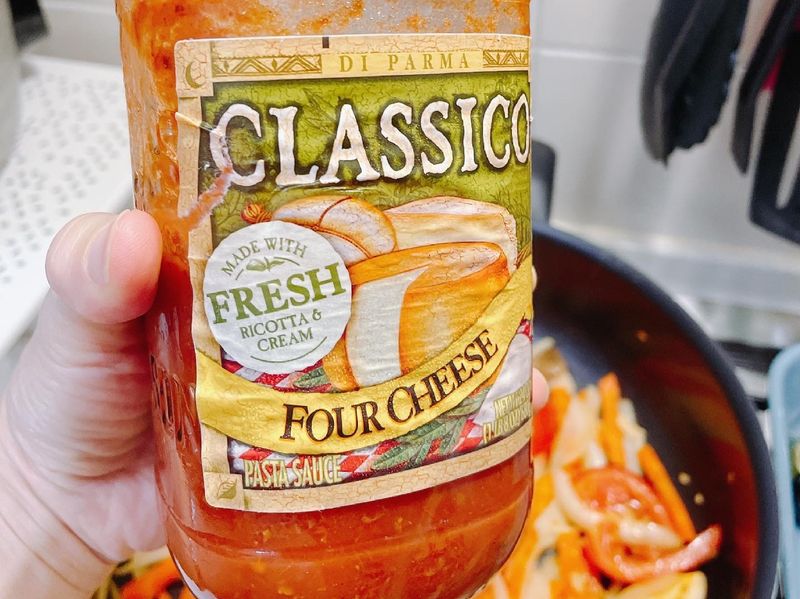 DI PARMA
CLASSICO
MADE WITH
FRESH
RICOTTA &
CREAM
FOUR CHEESE
PASTA SAUCE